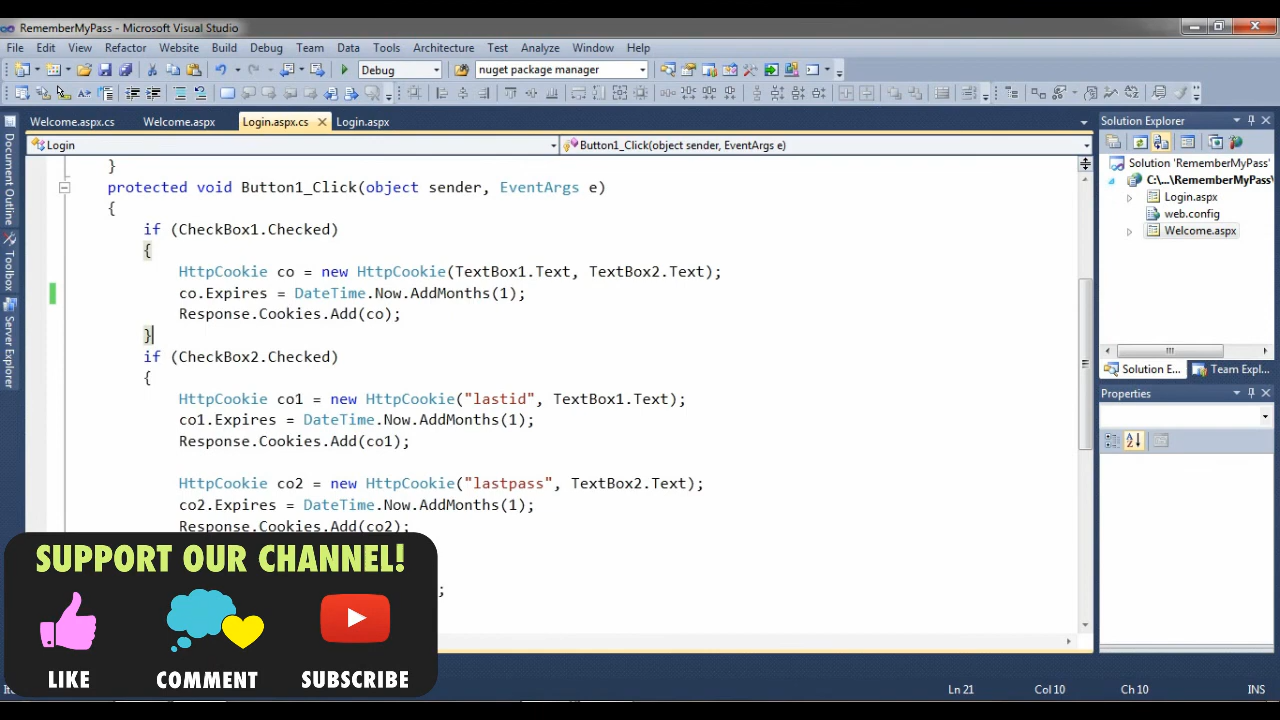 RememberMyPass - Microsoft Visual Studio
File Edit View Refactor Website Build Debug Team Data Tools Architecture Test Analyze Window Help
Debug nuget package manager
Welcome.aspx.cs Welcome.aspx Login.aspx.cs Login.aspx
Login Button1_Click(object sender, EventArgs e)
}
protected void Button1_Click(object sender, EventArgs e)
{
if (CheckBox1.Checked)
{
HttpCookie co = new HttpCookie(TextBox1.Text, TextBox2.Text);
co.Expires = DateTime.Now.AddMonths(1);
Response.Cookies.Add(co);
}
if (CheckBox2.Checked)
{
HttpCookie co1 = new HttpCookie("lastid", TextBox1.Text);
co1.Expires = DateTime.Now.AddMonths(1);
Response.Cookies.Add(co1);
HttpCookie co2 = new HttpCookie("lastpass", TextBox2.Text);
co2.Expires = DateTime.Now.AddMonths(1);
Response.Cookies.Add(co2);
;
Document Outline
Toolbox
Server Explorer
Solution Explorer
Solution 'RememberMyPass'
C:\...\RememberMyPass\
Login.aspx
web.config
Welcome.aspx
Solution E... Team Expl...
Properties
SUPPORT OUR CHANNEL!
LIKE COMMENT SUBSCRIBE
Ln 21 Col 10 Ch 10 INS